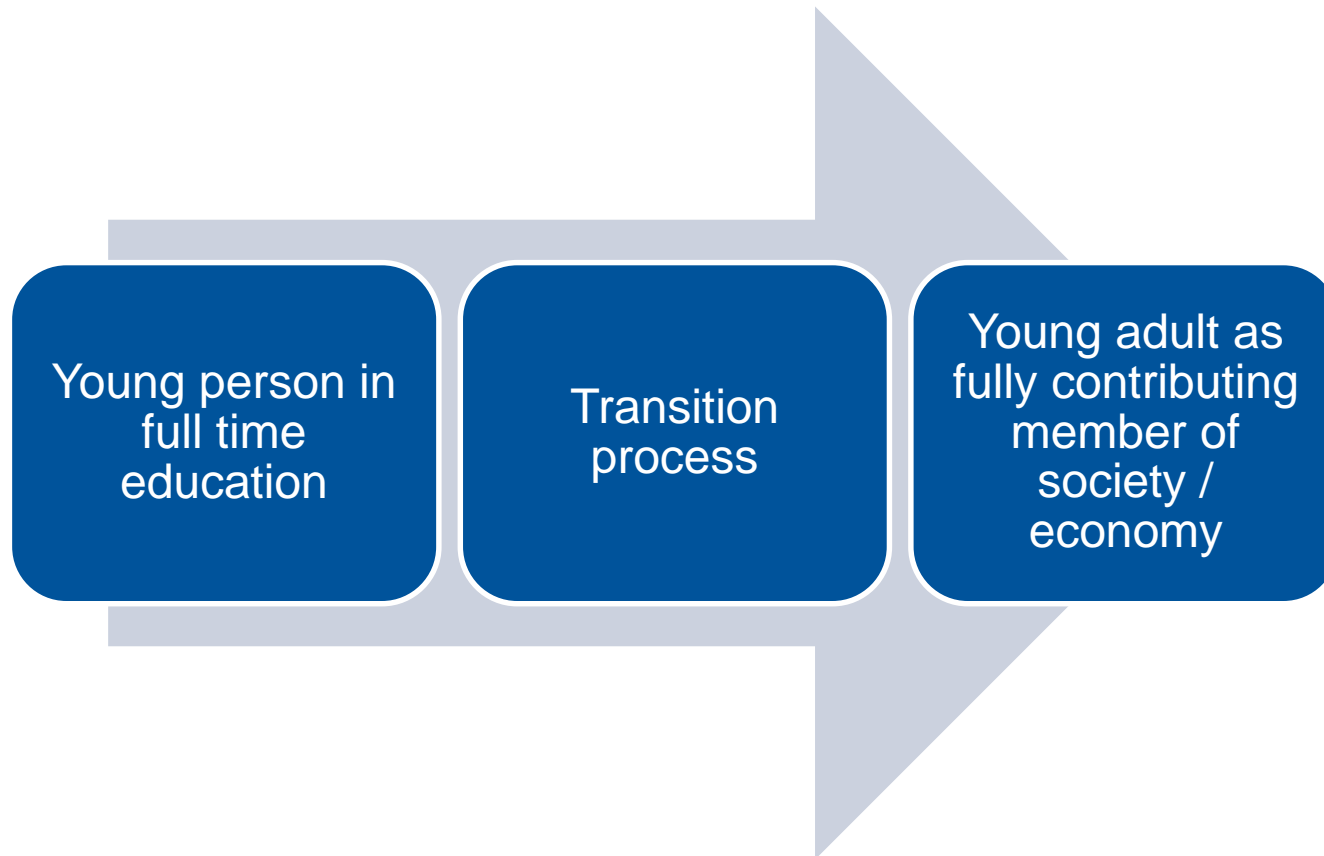 Young person in
full time
education
Transition
process
Young adult as
fully contributing
member of
society /
economy